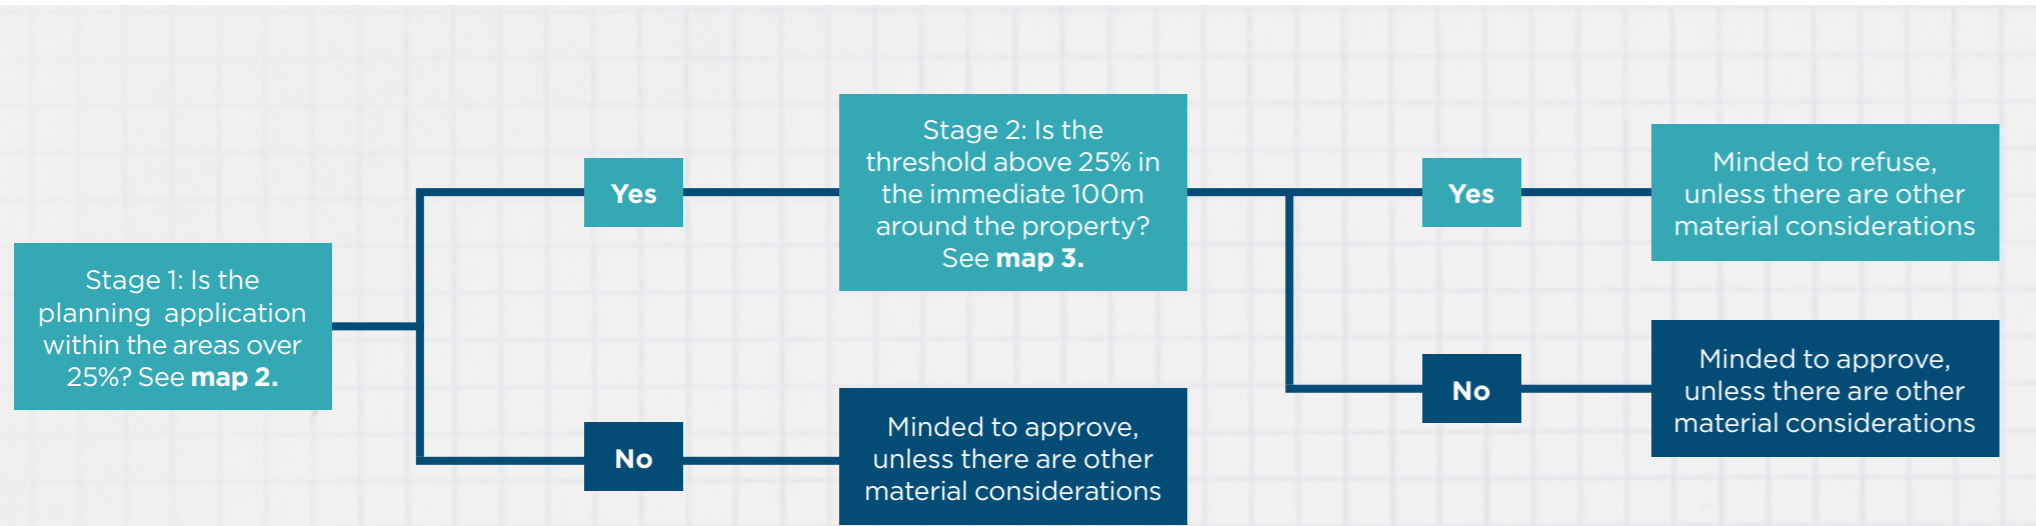 Stage 1: Is the
planning application
within the areas over
25%? See map 2.
Yes
Stage 2: Is the
threshold above 25% in
the immediate 100m
around the property?
See map 3.
Yes
Minded to refuse,
unless there are other
material considerations
No
Minded to approve,
unless there are other
material considerations
No
Minded to approve,
unless there are other
material considerations